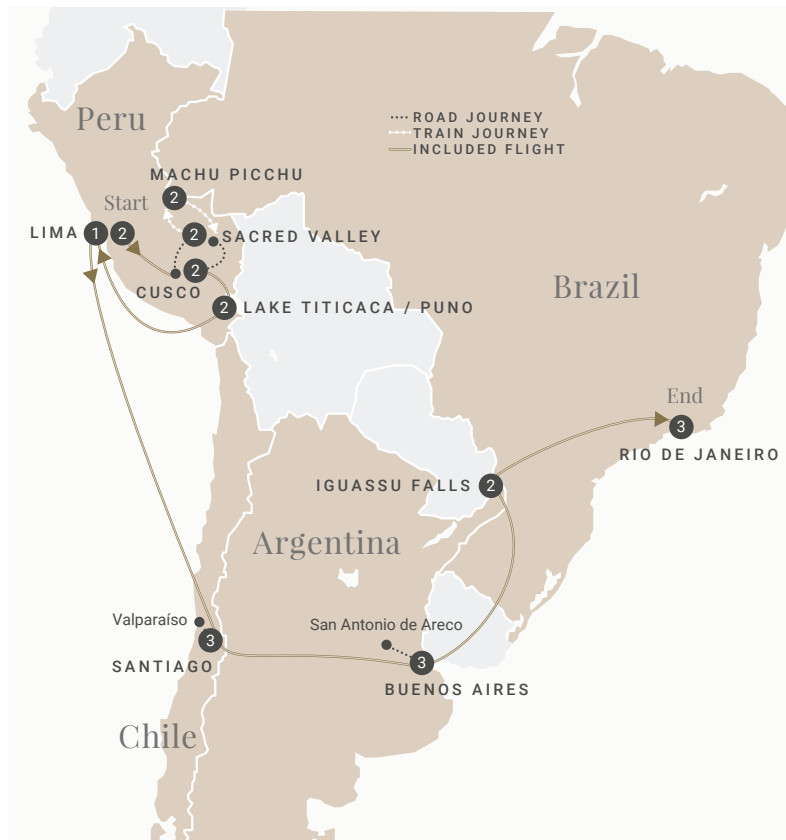 Peru
ROAD JOURNEY
TRAIN JOURNEY
INCLUDED FLIGHT
MACHU PICCHU
2
Start
LIMA 1 2
2 SACRED VALLEY
2
CUSCO
2 LAKE TITICACA / PUNO
Brazil
End
3
RIO DE JANEIRO
IGUASSU FALLS 2
Argentina
Valparaíso
San Antonio de Areco
3
SANTIAGO
3
BUENOS AIRES
Chile